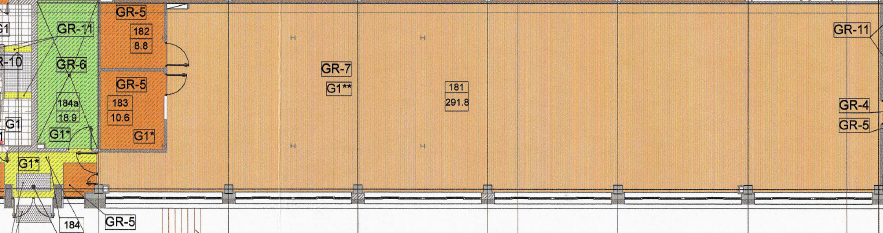 G1
GR-11
GR-6
R-10
184a
18.9
G1
G1*
G1*
GR-5
182
8.8
GR-5
183
10.6
G1*
GR-7
G1**
181
291.8
GR-11
GR-4
GR-5
184
GR-5